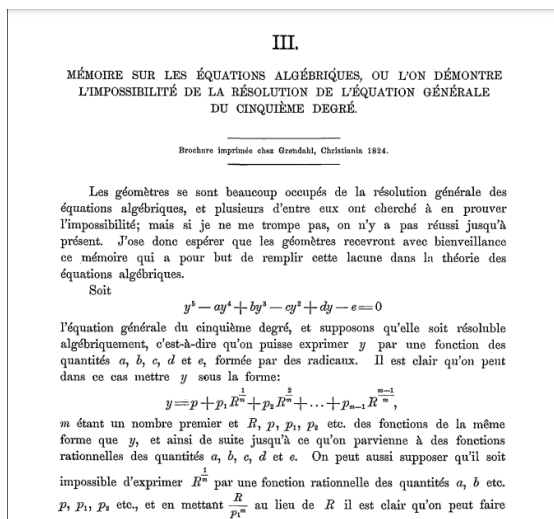 III.
MÉMOIRE SUR LES ÉQUATIONS ALGÉBRIQUES, OU L'ON DÉMONTRE
L'IMPOSSIBILITÉ DE LA RÉSOLUTION DE L'ÉQUATION GÉNÉRALE
DU CINQUIÈME DEGRÉ.
Brochure imprimée chez Grøndahl, Christiania 1824.
Les géomètres se sont beaucoup occupés de la résolution générale des
équations algébriques, et plusieurs d'entre eux ont cherché à en prouver
l'impossibilité; mais si je ne me trompe pas, on n'y a pas réussi jusqu'à
présent. J'ose donc espérer que les géomètres recevront avec bienveillance
ce mémoire qui a pour but de remplir cette lacune dans la théorie des
équations algébriques.
Soit
y⁵ — ay⁴ + by³ — cy² + dy — e = 0
l'équation générale du cinquième degré, et supposons qu'elle soit résoluble
algébriquement, c'est-à-dire qu'on puisse exprimer y par une fonction des
quantités a, b, c, d et e, formée par des radicaux. Il est clair qu'on peut
dans ce cas mettre y sous la forme:
y = p + p₁R^(1/m) + p₂R^(2/m) + ... + pₘ₋₁R^((m-1)/m),
m étant un nombre premier et R, p, p₁, p₂ etc. des fonctions de la même
forme que y, et ainsi de suite jusqu'à ce qu'on parvienne à des fonctions
rationnelles des quantités a, b, c, d et e. On peut aussi supposer qu'il soit
impossible d'exprimer R^(1/m) par une fonction rationnelle des quantités a, b etc.
p, p₁, p₂ etc., et en mettant R/p₁ᵐ au lieu de R il est clair qu'on peut faire